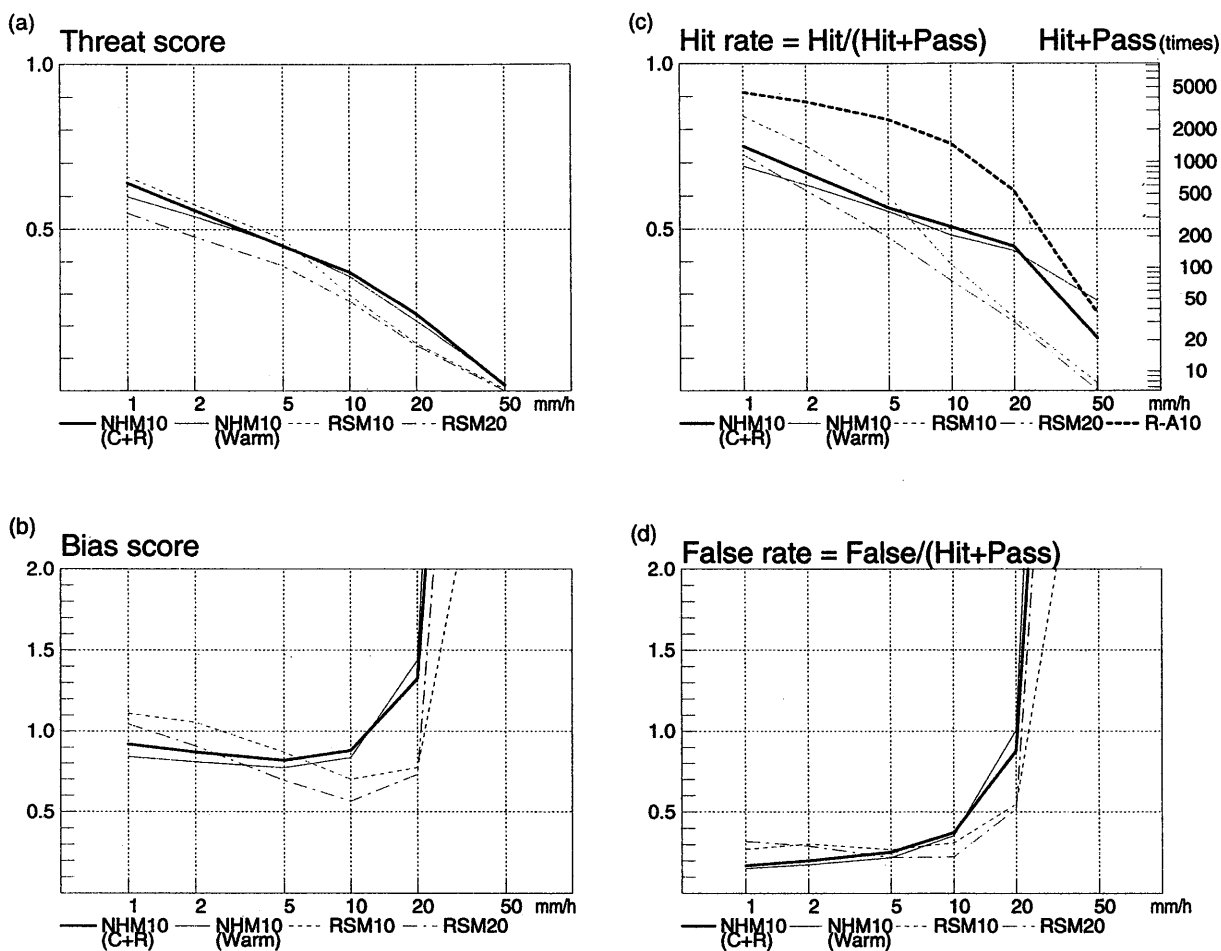 (a)
Threat score
1.0
0.5
1 2 5 10 20 50 mm/h
NHM10 (C+R) NHM10 (Warm) RSM10 RSM20
(c)
Hit rate = Hit/(Hit+Pass) Hit+Pass (times)
1.0
0.5
5000
2000
1000
500
200
100
50
20
10
1 2 5 10 20 50 mm/h
NHM10 (C+R) NHM10 (Warm) RSM10 RSM20 R-A10
(b)
Bias score
2.0
1.5
1.0
0.5
1 2 5 10 20 50 mm/h
NHM10 (C+R) NHM10 (Warm) RSM10 RSM20
(d)
False rate = False/(Hit+Pass)
2.0
1.5
1.0
0.5
1 2 5 10 20 50 mm/h
NHM10 (C+R) NHM10 (Warm) RSM10 RSM20